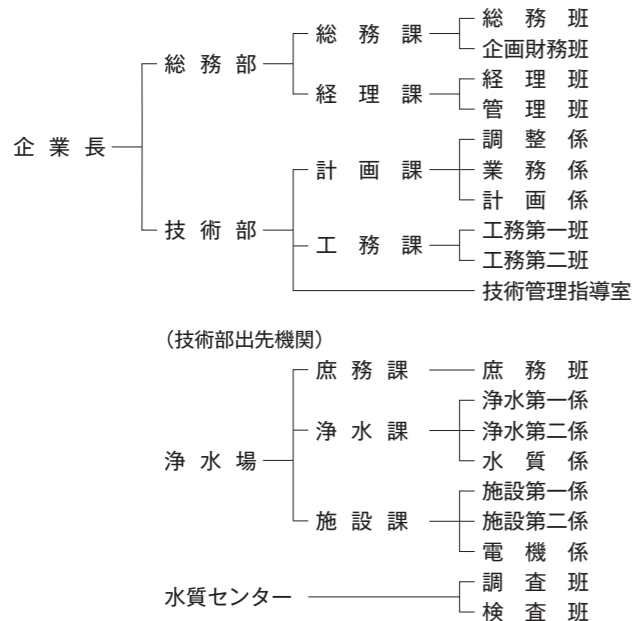 総務班
総務課
企画財務班
総務部
経理班
経理課
管理班
企業長
調整係
計画課 業務係
計画係
技術部 工務第一班
工務課
工務第二班
技術管理指導室
（技術部出先機関）
庶務課 庶務班
浄水第一係
浄水課 浄水第二係
浄水場 水質係
施設第一係
施設課 施設第二係
電機係
調査班
水質センター
検査班